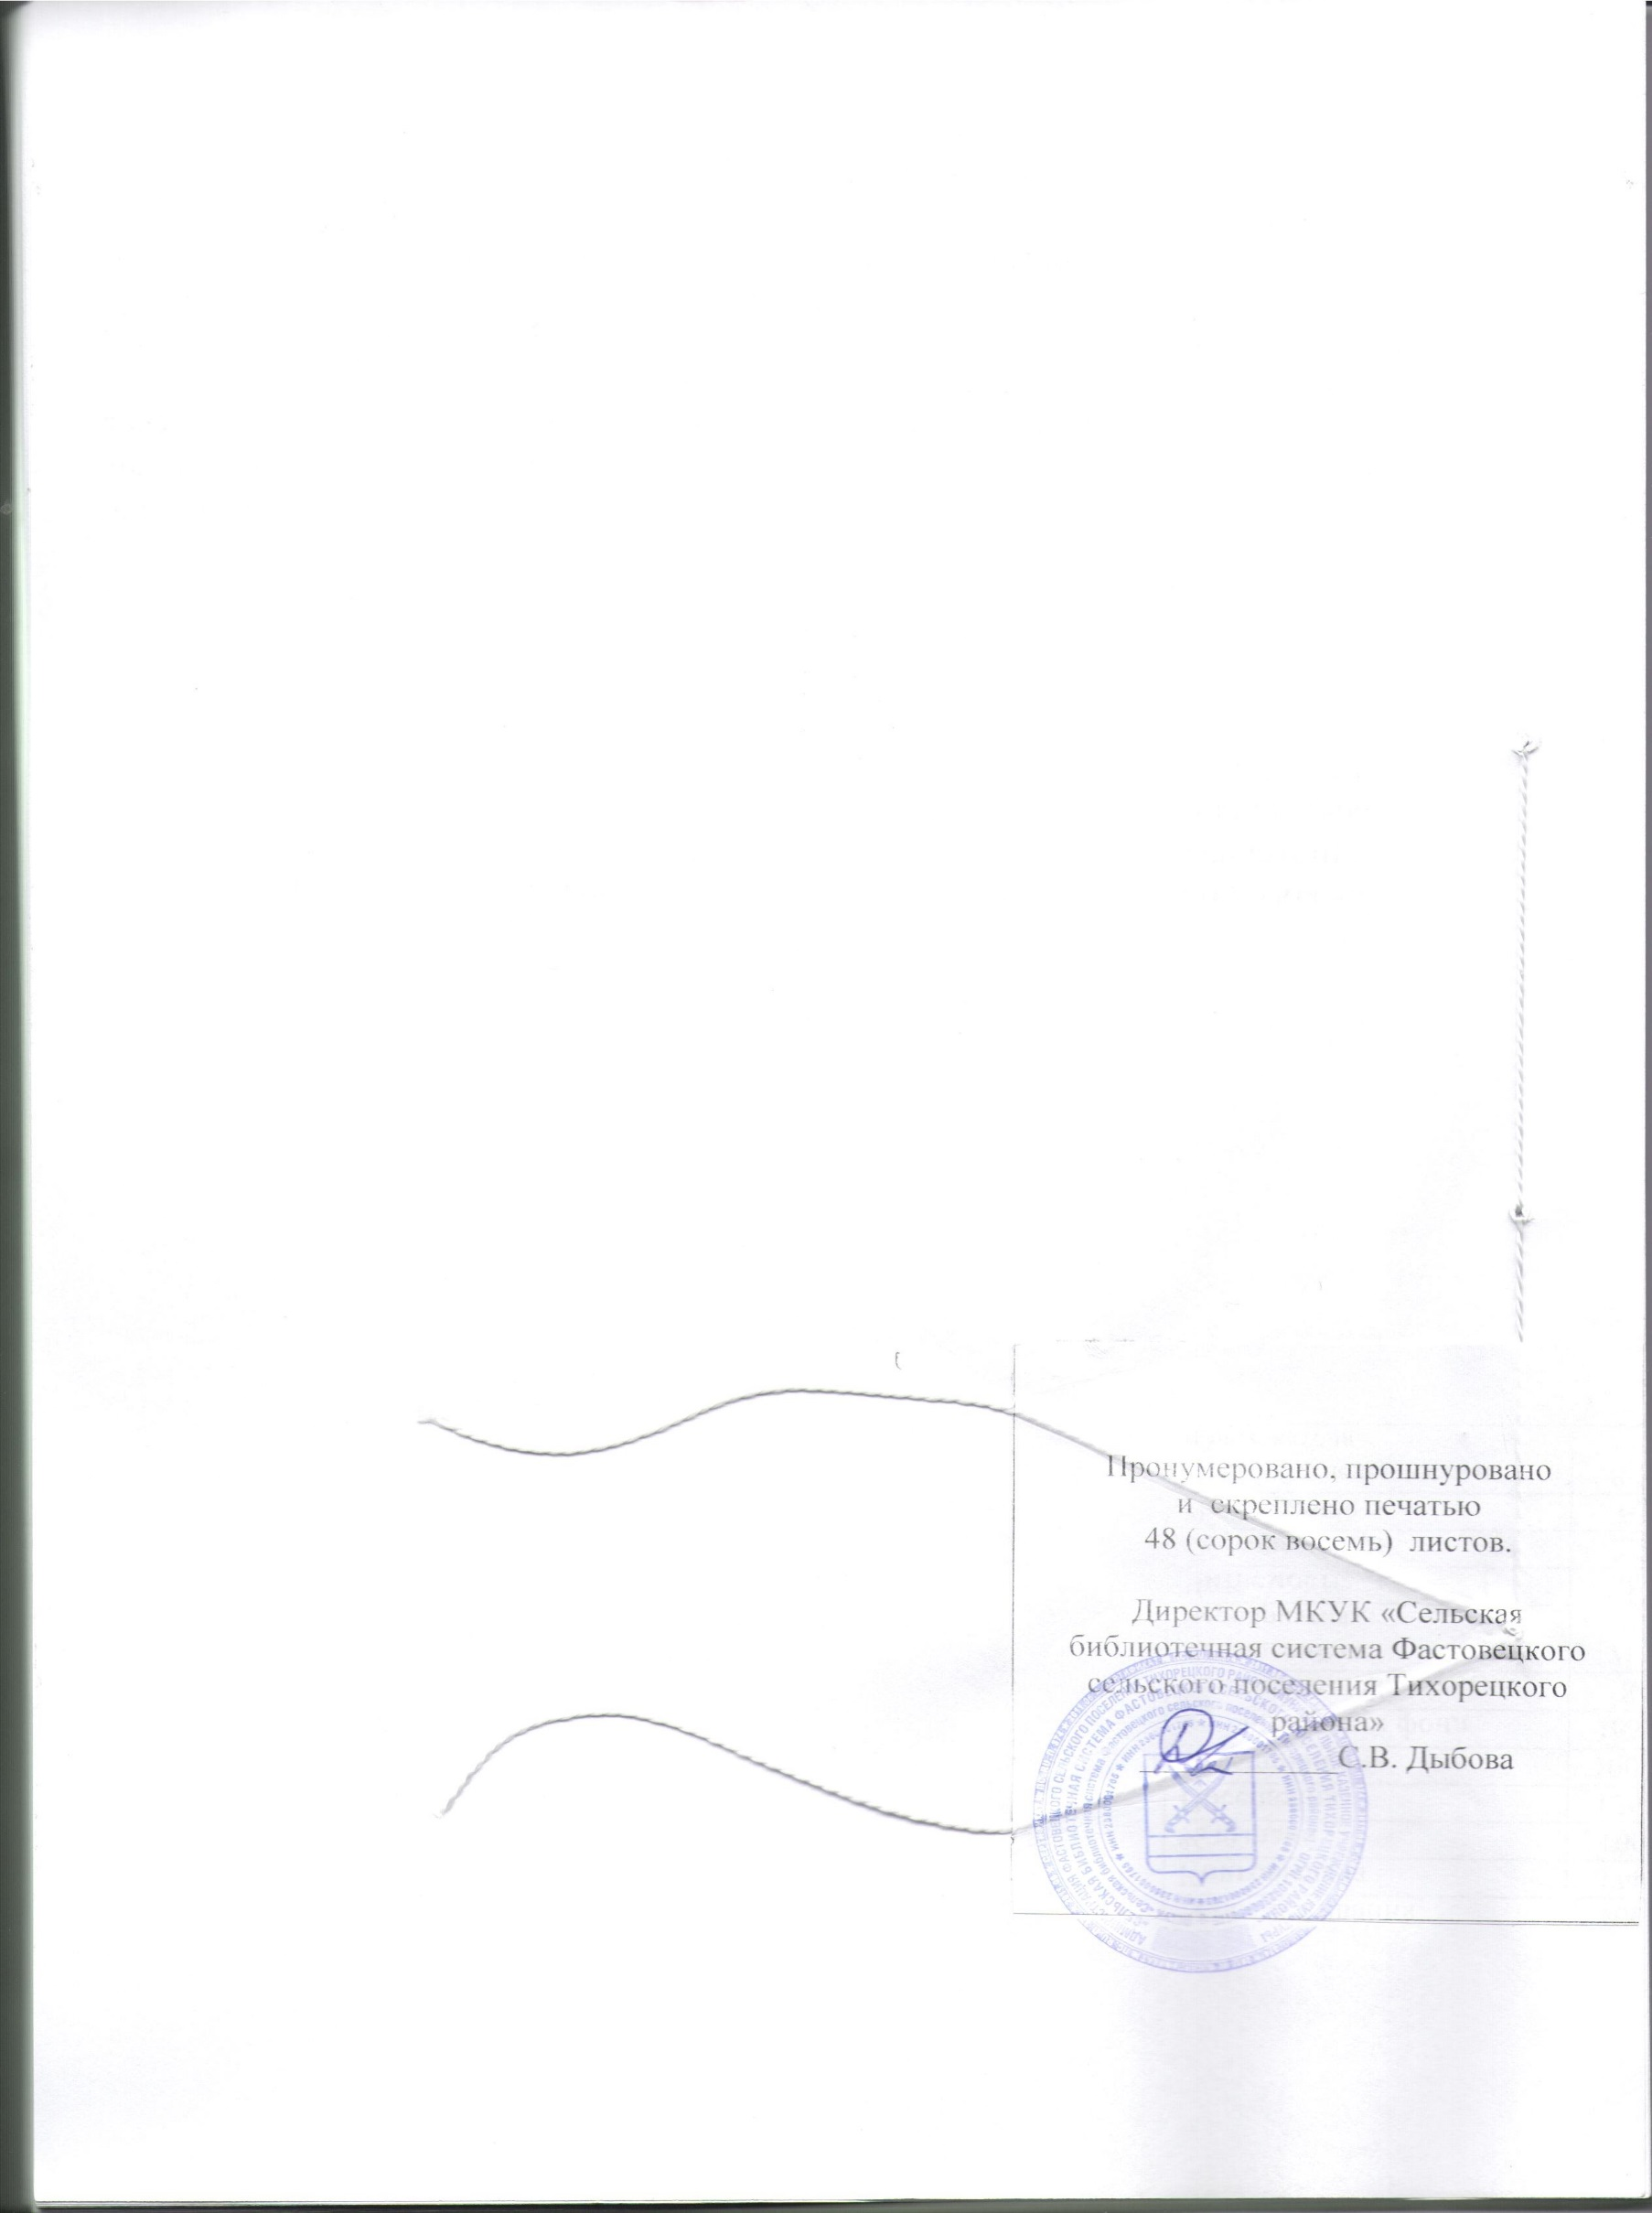 Пронумеровано, прошнуровано
и скреплено печатью
48 (сорок восемь) листов.
Директор МКУК «Сельская
библиотечная система Фастовецкого
сельского поселения Тихорецкого
района»
С.В. Дыбова